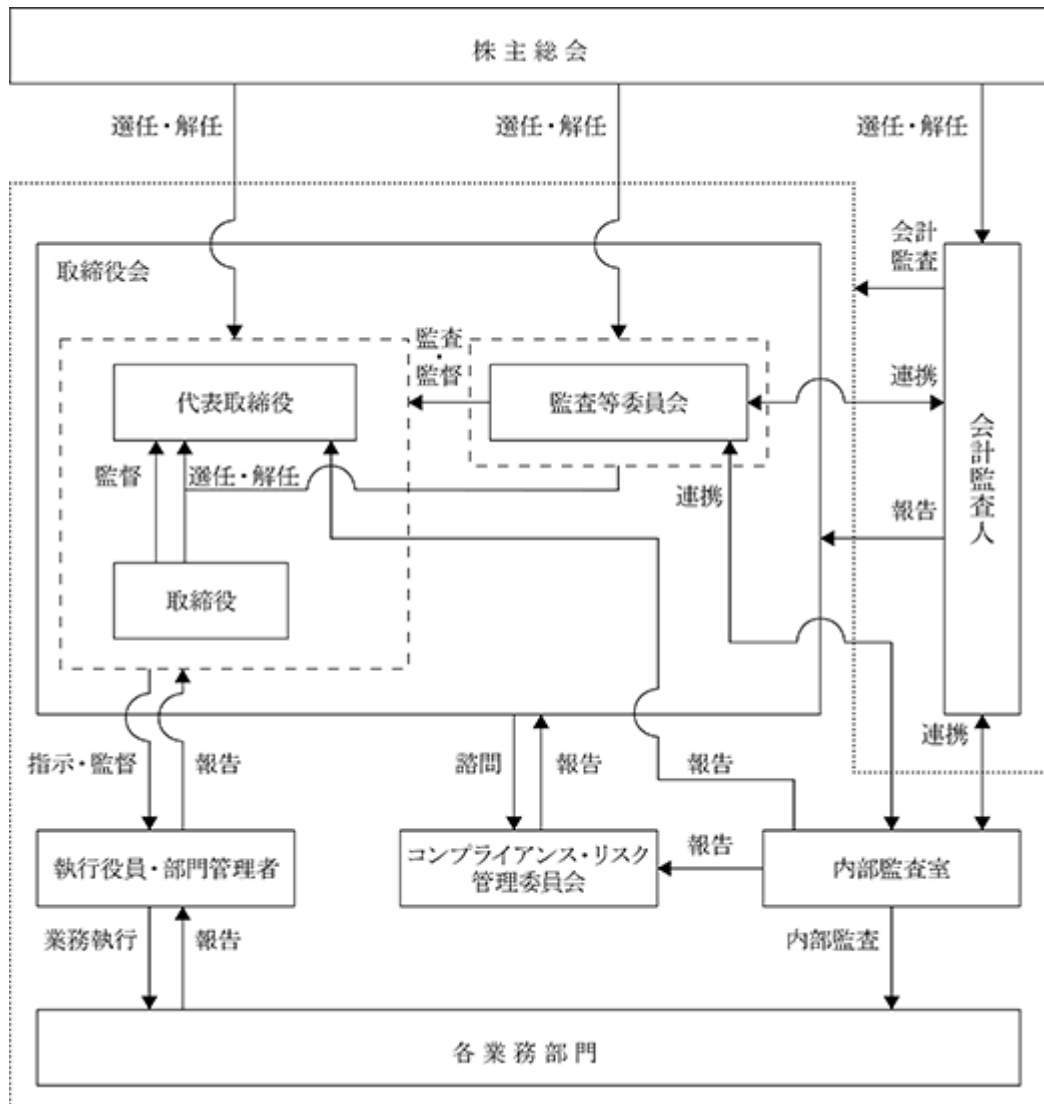 株主総会
選任・解任
選任・解任
選任・解任
会計
監査
取締役会
監査
・
監督
代表取締役
監査等委員会
連携
会計監査人
監督
選任・解任
連携
報告
取締役
指示・監督
報告
諮問
報告
報告
連携
執行役員・部門管理者
コンプライアンス・リスク
管理委員会
報告
内部監査室
業務執行
報告
内部監査
各業務部門